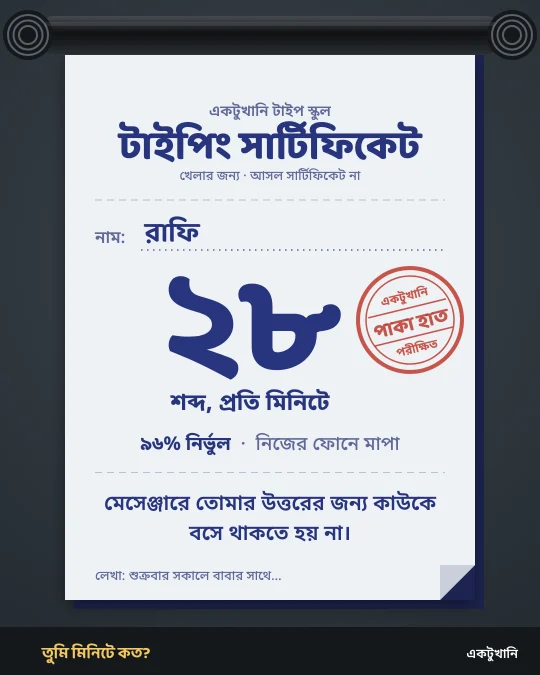 একটুখানি টাইপ স্কুল
টাইপিং সার্টিফিকেট
খেলার জন্য · আসল সার্টিফিকেট না
নাম: রাফি
২৮
একটুখানি
পাকা হাত
পরীক্ষিত
শব্দ, প্রতি মিনিটে
৯৬% নির্ভুল · নিজের ফোনে মাপা
মেসেঞ্জারে তোমার উত্তরের জন্য কাউকে
বসে থাকতে হয় না।
লেখা: শুক্রবার সকালে বাবার সাথে…
তুমি মিনিটে কত?
একটুখানি